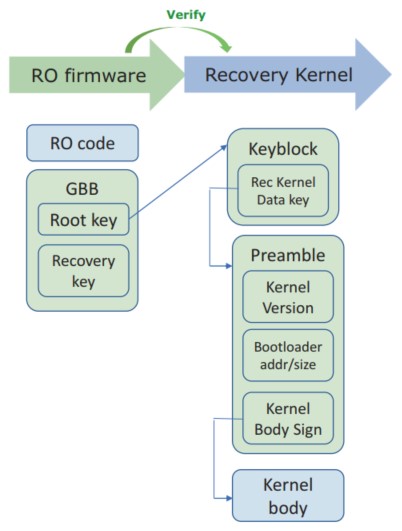 Verify
RO firmware
Recovery Kernel
RO code
GBB
Root key
Recovery
key
Keyblock
Rec Kernel
Data key
Preamble
Kernel
Version
Bootloader
addr/size
Kernel
Body Sign
Kernel
body